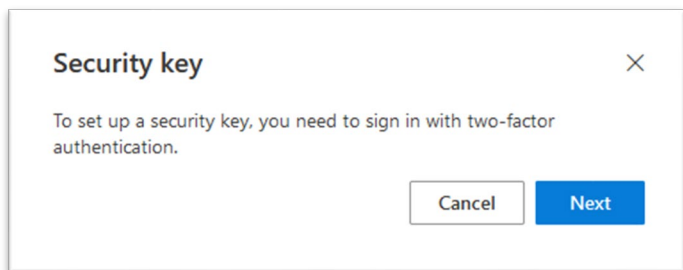 Security key
To set up a security key, you need to sign in with two-factor
authentication.
Cancel
Next